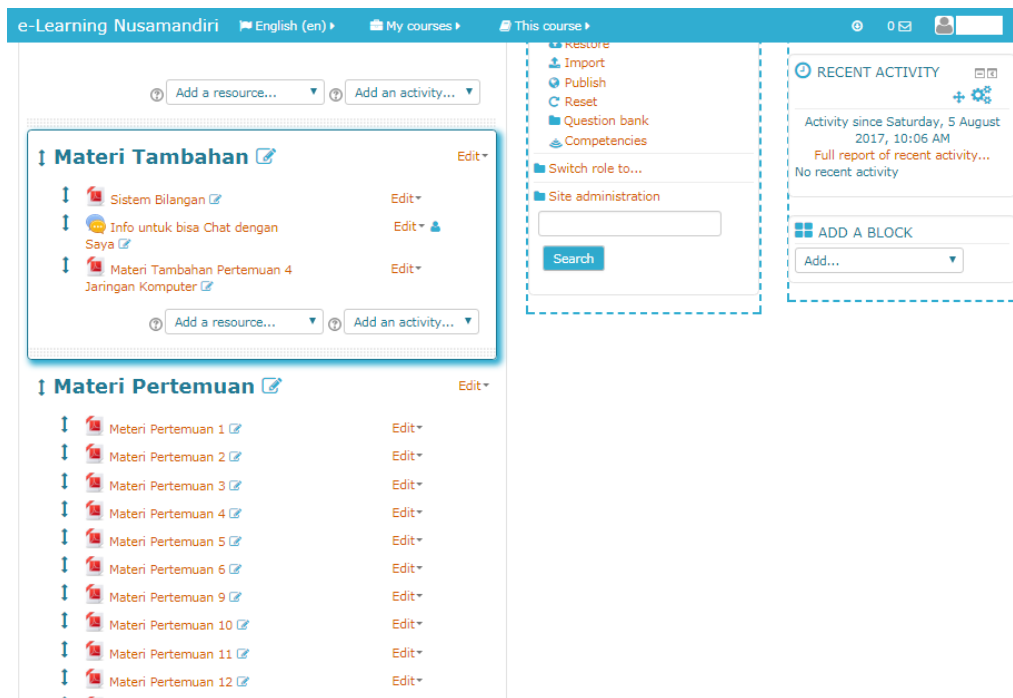 e-Learning Nusamandiri English (en) My courses This course 0
Add a resource... Add an activity...
Materi Tambahan Edit
Sistem Bilangan Edit
Info untuk bisa Chat dengan Edit
Saya
Materi Tambahan Pertemuan 4 Edit
Jaringan Komputer
Add a resource... Add an activity...
Materi Pertemuan Edit
Meteri Pertemuan 1 Edit
Materi Pertemuan 2 Edit
Materi Pertemuan 3 Edit
Materi Pertemuan 4 Edit
Materi Pertemuan 5 Edit
Materi Pertemuan 6 Edit
Materi Pertemuan 9 Edit
Materi Pertemuan 10 Edit
Materi Pertemuan 11 Edit
Materi Pertemuan 12 Edit
Restore
Import
Publish
Reset
Question bank
Competencies
Switch role to...
Site administration
Search
RECENT ACTIVITY
Activity since Saturday, 5 August
2017, 10:06 AM
Full report of recent activity...
No recent activity
ADD A BLOCK
Add...